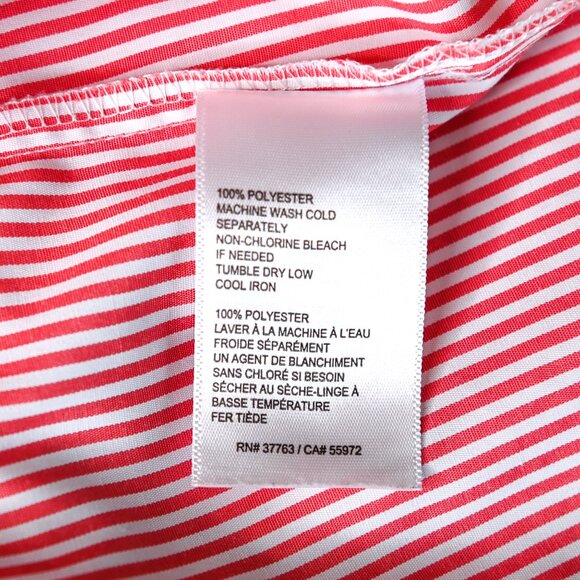 100% POLYESTER
MACHINE WASH COLD
SEPARATELY
NON-CHLORINE BLEACH
IF NEEDED
TUMBLE DRY LOW
COOL IRON
100% POLYESTER
LAVER À LA MACHINE À L'EAU
FROIDE SÉPARÉMENT
UN AGENT DE BLANCHIMENT
SANS CHLORÉ SI BESOIN
SÉCHER AU SÈCHE-LINGE À
BASSE TEMPÉRATURE
FER TIÈDE
RN# 37763 / CA# 55972